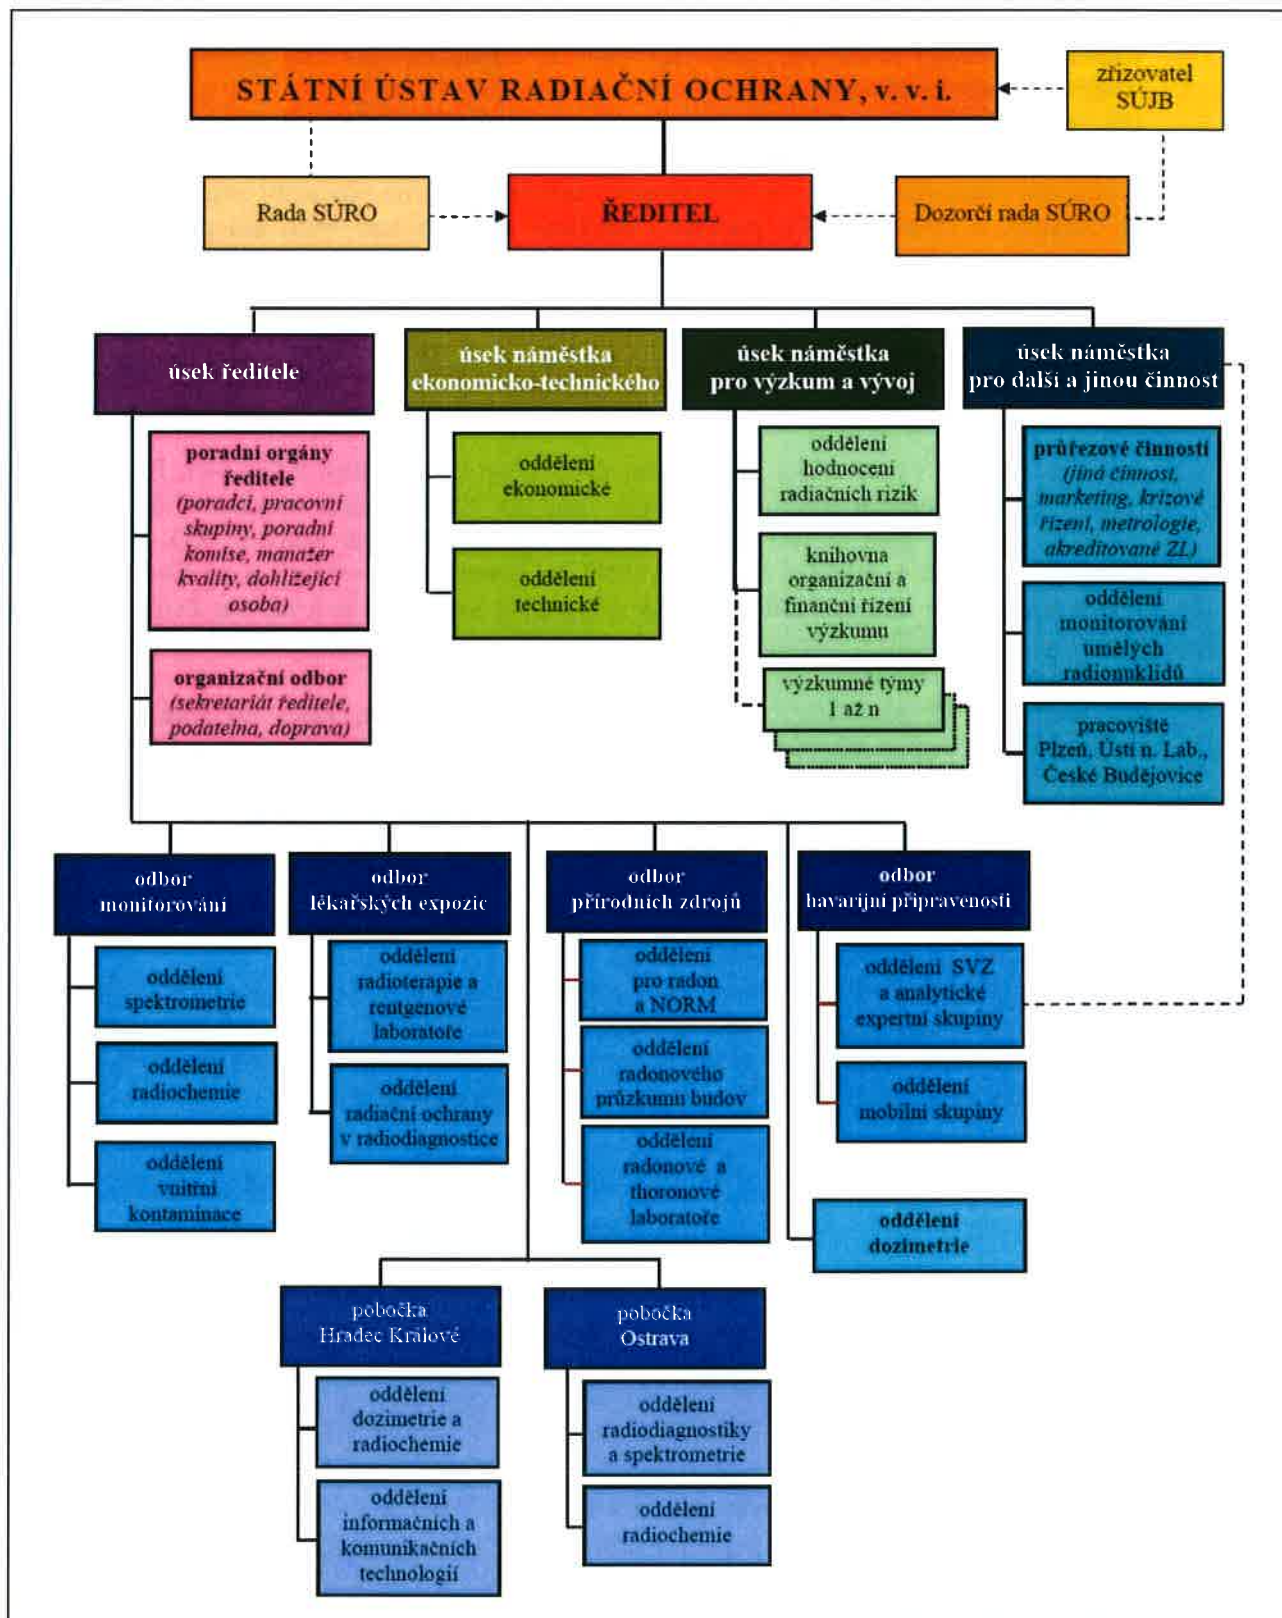 STÁTNÍ ÚSTAV RADIAČNÍ OCHRANY, v. v. i.
zřizovatel
SÚJB
Rada SÚRO
ŘEDITEL
Dozorčí rada SÚRO
úsek ředitele
úsek náměstka
ekonomicko-technického
úsek náměstka
pro výzkum a vývoj
úsek náměstka
pro další a jinou činnost
poradní orgány
ředitele
(poradci, pracovní
skupiny, poradní
komise, manažer
kvality, dohlížející
osoba)
organizační odbor
(sekretariát ředitele,
podatelna, doprava)
oddělení
ekonomické
oddělení
technické
oddělení
hodnocení
radiačních rizik
knihovna
organizační a
finanční řízení
výzkumu
výzkumné týmy
1 až n
průřezové činnosti
(jiná činnost,
marketing, krizové
řízení, metrologie,
akreditované ZL)
oddělení
monitorování
umělých
radionuklidů
pracoviště
Plzeň, Ústí n. Lab.,
České Budějovice
odbor
monitorování
odbor
lékařských expozic
odbor
přírodních zdrojů
odbor
havarijní připravenosti
oddělení
spektrometrie
oddělení
radiochemie
oddělení
vnitřní
kontaminace
oddělení
radioterapie a
rentgenové
laboratoře
oddělení
radiační ochrany
v radiodiagnostice
oddělení
pro radon
a NORM
oddělení
radonového
průzkumu budov
oddělení
radonové a
thoronové
laboratoře
oddělení SVZ
a analytické
expertní skupiny
oddělení
mobilní skupiny
oddělení
dozimetrie
pobočka
Hradec Králové
pobočka
Ostrava
oddělení
dozimetrie a
radiochemie
oddělení
informačních a
komunikačních
technologií
oddělení
radiodiagnostiky
a spektrometrie
oddělení
radiochemie